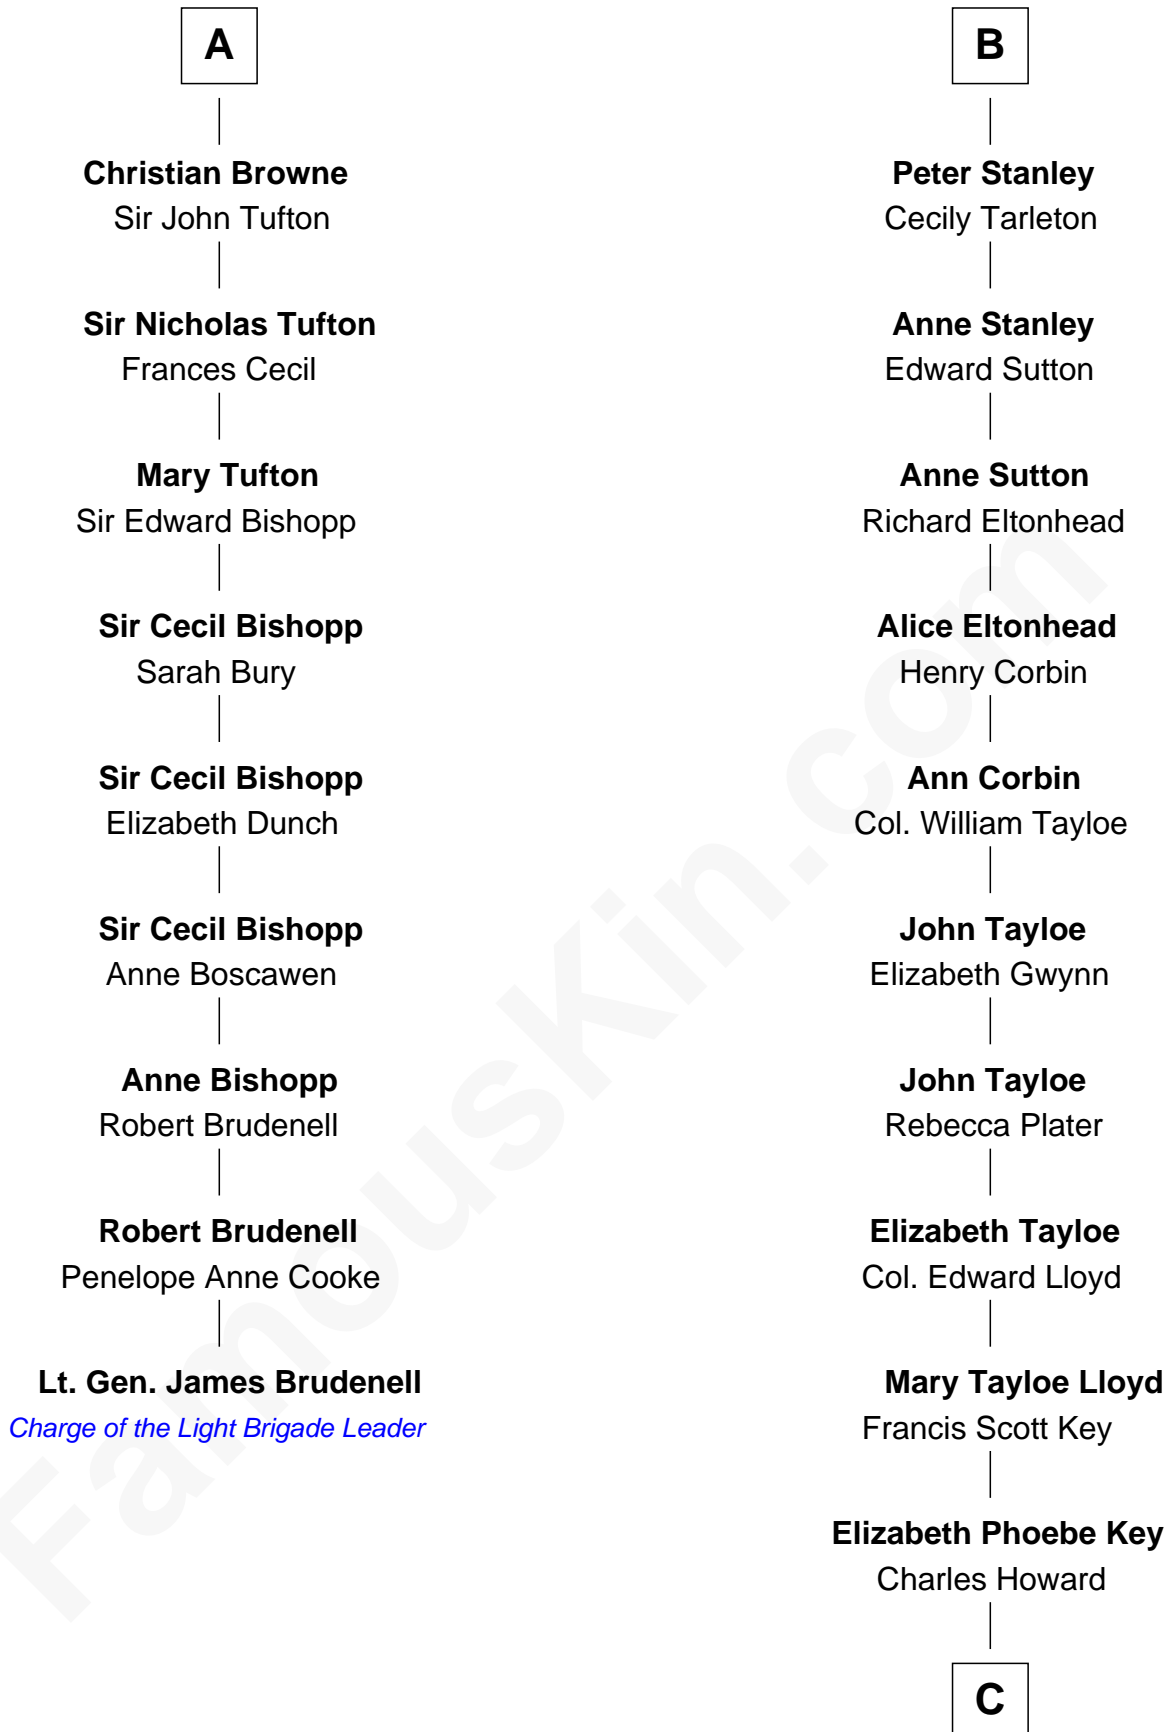 A
Christian Browne
Sir John Tufton
Sir Nicholas Tufton
Frances Cecil
Mary Tufton
Sir Edward Bishopp
Sir Cecil Bishopp
Sarah Bury
Sir Cecil Bishopp
Elizabeth Dunch
Sir Cecil Bishopp
Anne Boscawen
Anne Bishopp
Robert Brudenell
Robert Brudenell
Penelope Anne Cooke
Lt. Gen. James Brudenell
Charge of the Light Brigade Leader
B
Peter Stanley
Cecily Tarleton
Anne Stanley
Edward Sutton
Anne Sutton
Richard Eltonhead
Alice Eltonhead
Henry Corbin
Ann Corbin
Col. William Tayloe
John Tayloe
Elizabeth Gwynn
John Tayloe
Rebecca Plater
Elizabeth Tayloe
Col. Edward Lloyd
Mary Tayloe Lloyd
Francis Scott Key
Elizabeth Phoebe Key
Charles Howard
C
FamousKin.com